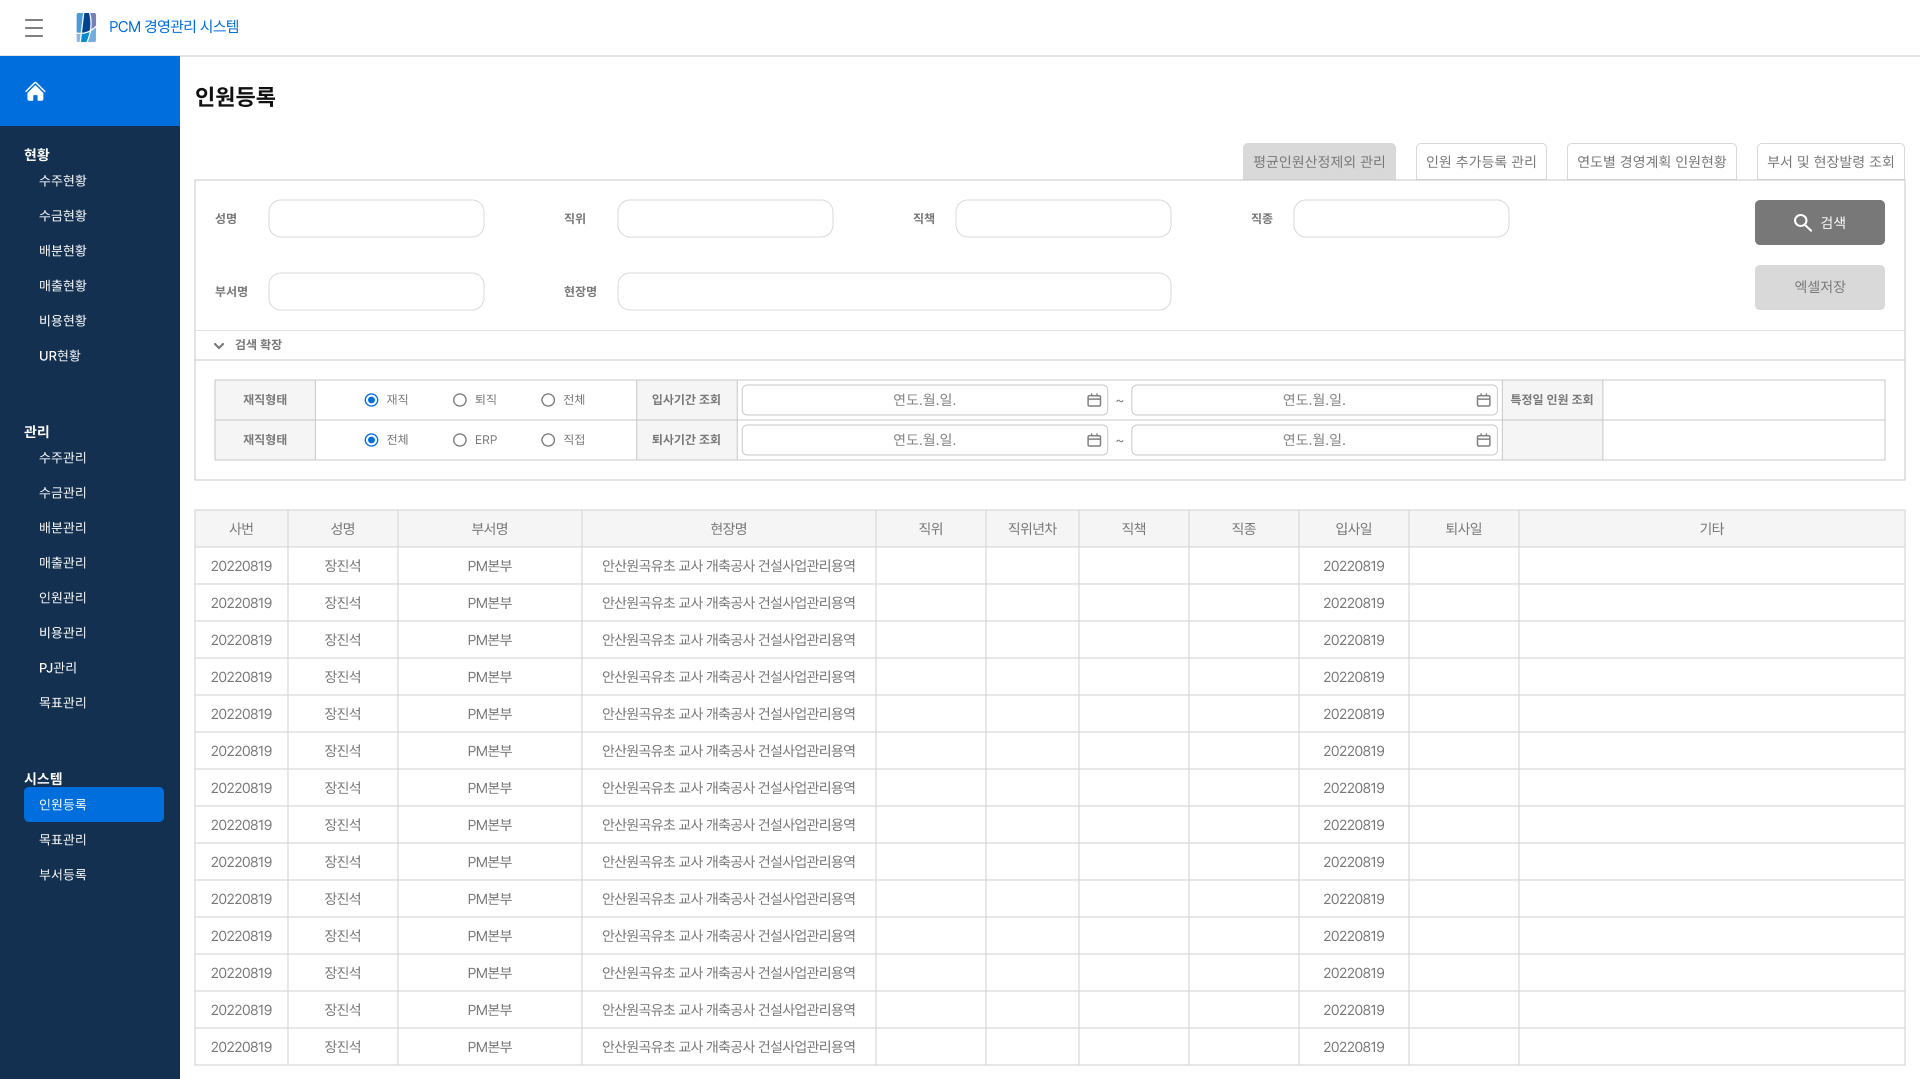 PCM 경영관리 시스템
현황
수주현황
수금현황
배분현황
매출현황
비용현황
UR현황
관리
수주관리
수금관리
배분관리
매출관리
인원관리
비용관리
PJ관리
목표관리
시스템
인원등록
목표관리
부서등록
인원등록
평균인원산정제외 관리 인원 추가등록 관리 연도별 경영계획 인원현황 부서 및 현장발령 조회
성명 직위 직책 직종 검색
부서명 현장명 엑셀저장
검색 확장
재직형태 재직 퇴직 전체 입사기간 조회 연도.월.일. ~ 연도.월.일. 특정일 인원 조회
재직형태 전체 ERP 직접 퇴사기간 조회 연도.월.일. ~ 연도.월.일.
사번 성명 부서명 현장명 직위 직위년차 직책 직종 입사일 퇴사일 기타
20220819 장진석 PM본부 안산원곡유초 교사 개축공사 건설사업관리용역 20220819
20220819 장진석 PM본부 안산원곡유초 교사 개축공사 건설사업관리용역 20220819
20220819 장진석 PM본부 안산원곡유초 교사 개축공사 건설사업관리용역 20220819
20220819 장진석 PM본부 안산원곡유초 교사 개축공사 건설사업관리용역 20220819
20220819 장진석 PM본부 안산원곡유초 교사 개축공사 건설사업관리용역 20220819
20220819 장진석 PM본부 안산원곡유초 교사 개축공사 건설사업관리용역 20220819
20220819 장진석 PM본부 안산원곡유초 교사 개축공사 건설사업관리용역 20220819
20220819 장진석 PM본부 안산원곡유초 교사 개축공사 건설사업관리용역 20220819
20220819 장진석 PM본부 안산원곡유초 교사 개축공사 건설사업관리용역 20220819
20220819 장진석 PM본부 안산원곡유초 교사 개축공사 건설사업관리용역 20220819
20220819 장진석 PM본부 안산원곡유초 교사 개축공사 건설사업관리용역 20220819
20220819 장진석 PM본부 안산원곡유초 교사 개축공사 건설사업관리용역 20220819
20220819 장진석 PM본부 안산원곡유초 교사 개축공사 건설사업관리용역 20220819
20220819 장진석 PM본부 안산원곡유초 교사 개축공사 건설사업관리용역 20220819